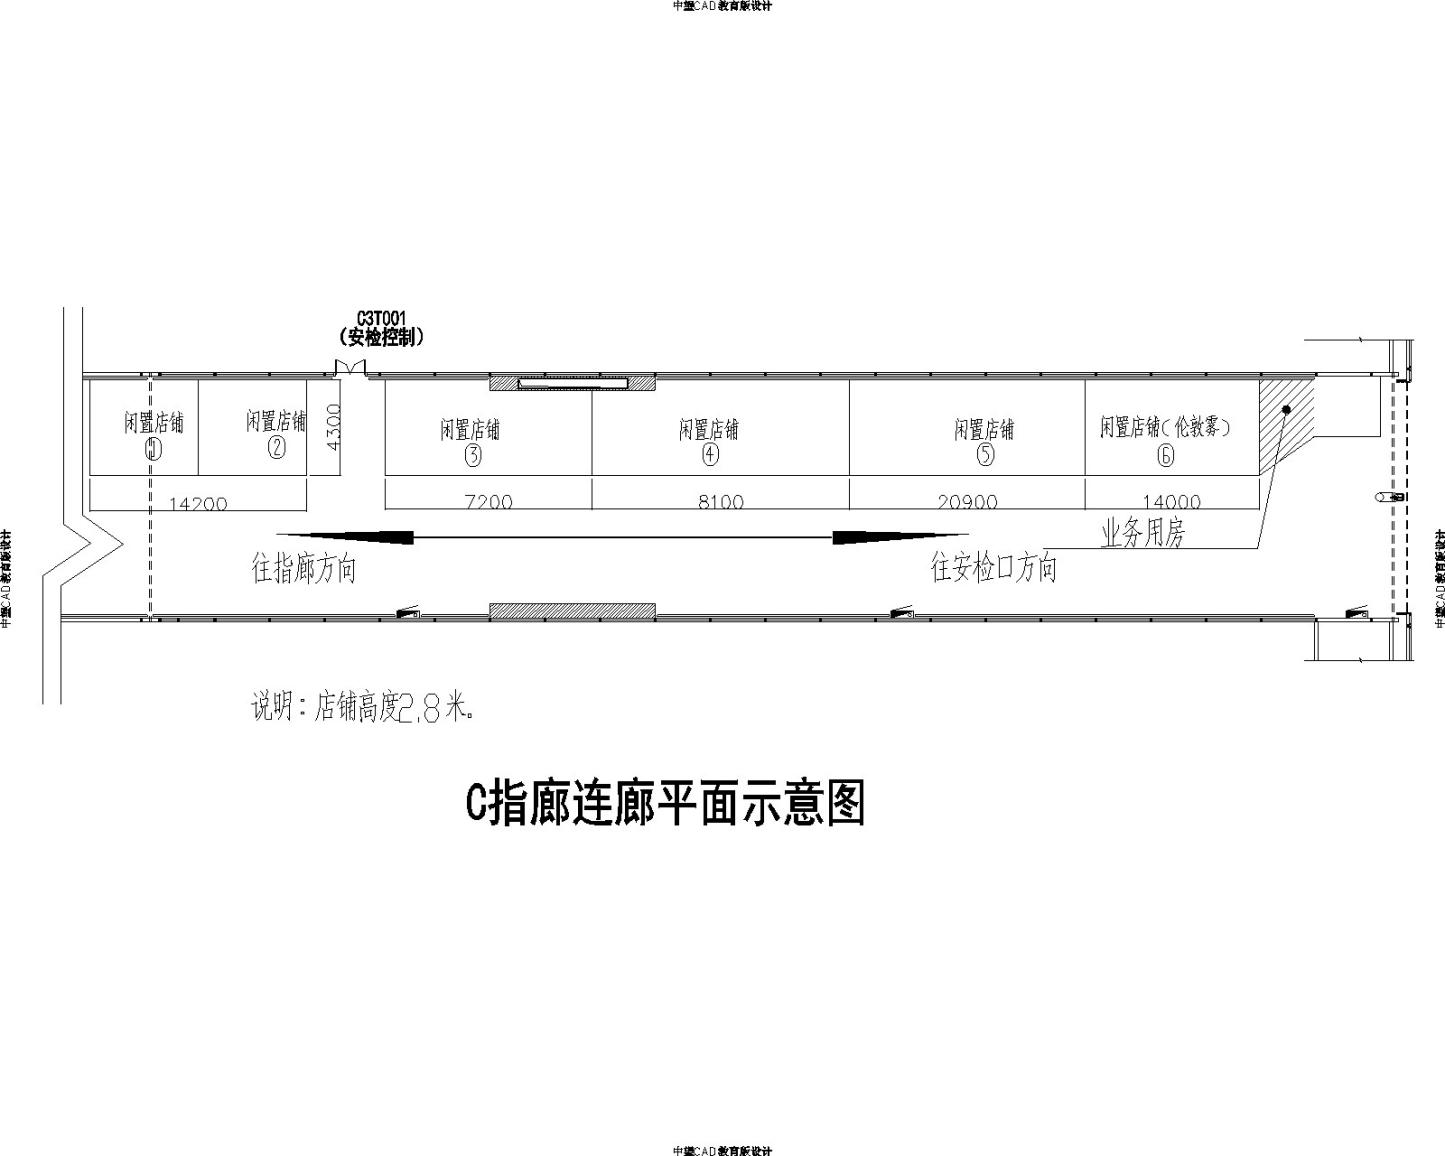 中望CAD教育版设计
C3T001
（安检控制）
闲置店铺
①
闲置店铺
②
4300
闲置店铺
③
闲置店铺
④
闲置店铺
⑤
闲置店铺（伦敦雾）
⑥
14200
7200
8100
20900
14000
业务用房
往指廊方向
往安检口方向
中望CAD教育版设计
中望CAD教育版设计
说明：店铺高度2.8米。
C指廊连廊平面示意图
中望CAD教育版设计